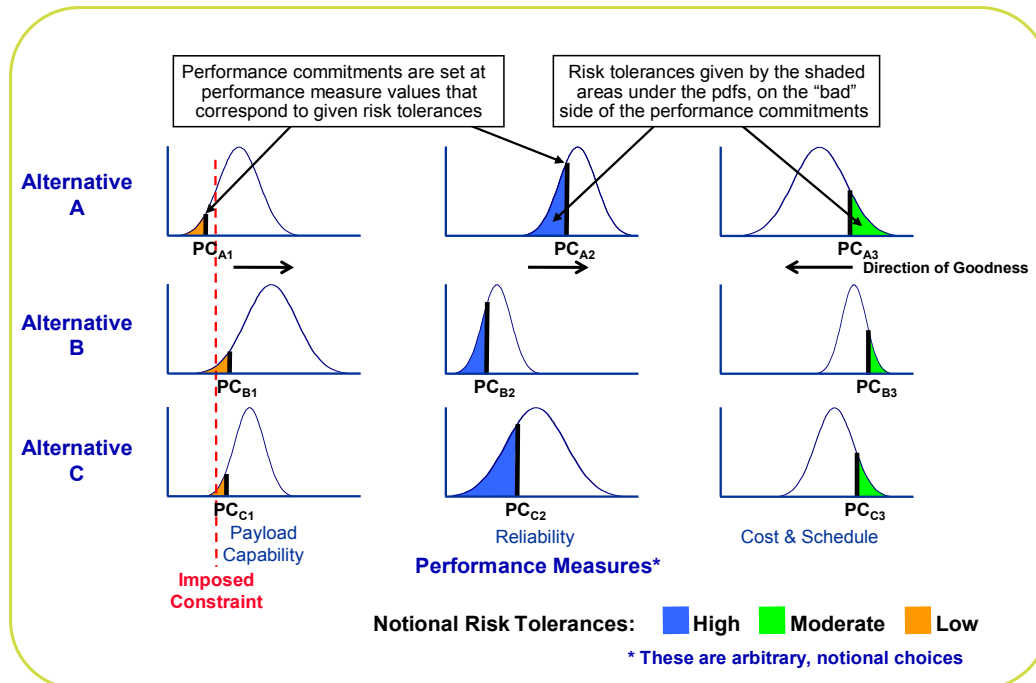 Performance commitments are set at
performance measure values that
correspond to given risk tolerances
Risk tolerances given by the shaded
areas under the pdfs, on the “bad”
side of the performance commitments
Alternative
A
PCA1
PCA2
PCA3
Direction of Goodness
Alternative
B
PCB1
PCB2
PCB3
Alternative
C
PCC1
PCC2
PCC3
Payload
Capability
Reliability
Cost & Schedule
Imposed
Constraint
Performance Measures*
Notional Risk Tolerances: High Moderate Low
* These are arbitrary, notional choices